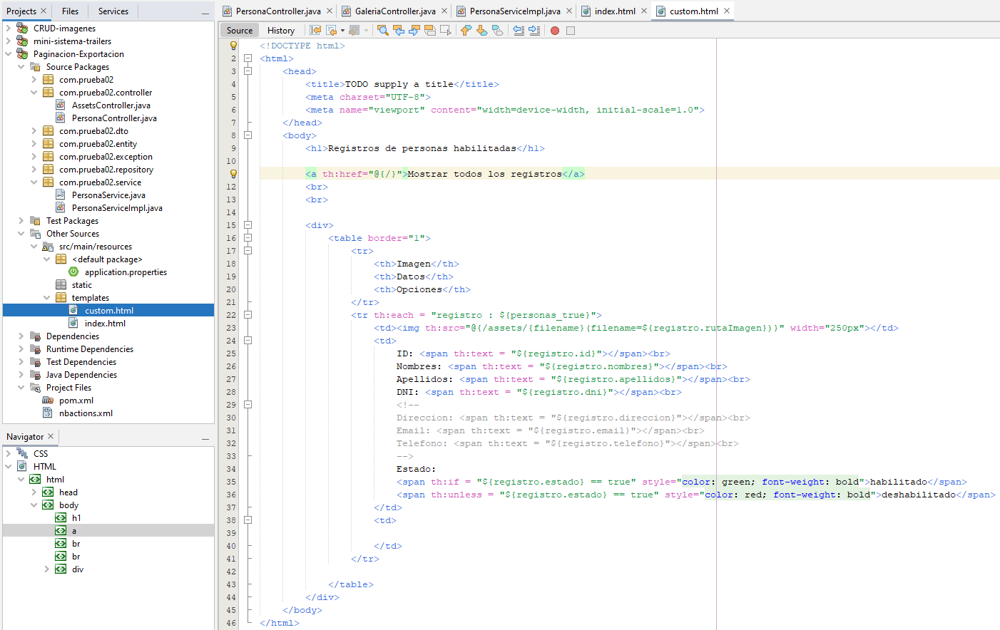 Projects
Files
Services
CRUD-imagenes
mini-sistema-trailers
Paginacion-Exportacion
Source Packages
com.prueba02
com.prueba02.controller
AssetsController.java
PersonaController.java
com.prueba02.dto
com.prueba02.entity
com.prueba02.exception
com.prueba02.repository
com.prueba02.service
PersonaService.java
PersonaServiceImpl.java
Test Packages
Other Sources
src/main/resources
<default package>
application.properties
static
templates
custom.html
index.html
Dependencies
Runtime Dependencies
Test Dependencies
Java Dependencies
Project Files
pom.xml
nbactions.xml
Navigator
CSS
HTML
html
head
body
h1
a
br
br
div
PersonaController.java
GaleriaController.java
PersonaServiceImpl.java
index.html
custom.html
Source
History
<!DOCTYPE html>
2 <html>
3 <head>
4 <title>TODO supply a title</title>
5 <meta charset="UTF-8">
6 <meta name="viewport" content="width=device-width, initial-scale=1.0">
7 </head>
8 <body>
9 <h1>Registros de personas habilitadas</h1>
10
<a th:href="@{/}">Mostrar todos los registros</a>
12 <br>
13 <br>
14
15 <div>
16 <table border="1">
17 <tr>
18 <th>Imagen</th>
19 <th>Datos</th>
20 <th>Opciones</th>
21 </tr>
22 <tr th:each = "registro : ${personas_true}">
23 <td><img th:src="@{/assets/{filename}(filename=${registro.rutaImagen})}" width="250px"></td>
24 <td>
25 ID: <span th:text = "${registro.id}"></span><br>
26 Nombres: <span th:text = "${registro.nombres}"></span><br>
27 Apellidos: <span th:text = "${registro.apellidos}"></span><br>
28 DNI: <span th:text = "${registro.dni}"></span><br>
29 <!--
30 Direccion: <span th:text = "${registro.direccion}"></span><br>
31 Email: <span th:text = "${registro.email}"></span><br>
32 Telefono: <span th:text = "${registro.telefono}"></span><br>
33 -->
34 Estado:
35 <span th:if = "${registro.estado} == true" style="color: green; font-weight: bold">habilitado</span>
36 <span th:unless = "${registro.estado} == true" style="color: red; font-weight: bold">deshabilitado</span>
37 </td>
38 <td>
39
40 </td>
41 </tr>
42
43 </table>
44 </div>
45 </body>
46 </html>